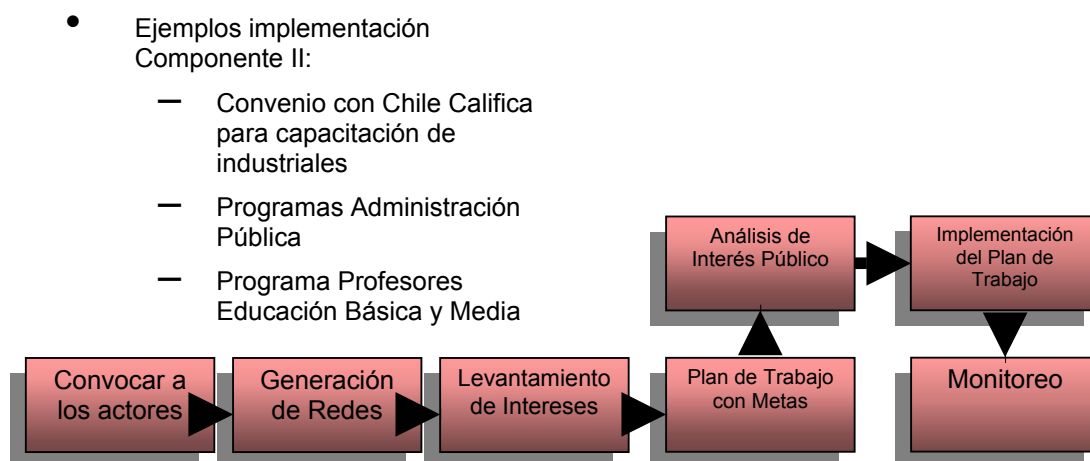 • Ejemplos implementación
Componente II:
– Convenio con Chile Califica
para capacitación de
industriales
– Programas Administración
Pública
– Programa Profesores
Educación Básica y Media
Convocar a
los actores
Generación
de Redes
Levantamiento
de Intereses
Plan de Trabajo
con Metas
Análisis de
Interés Público
Implementación
del Plan de
Trabajo
Monitoreo